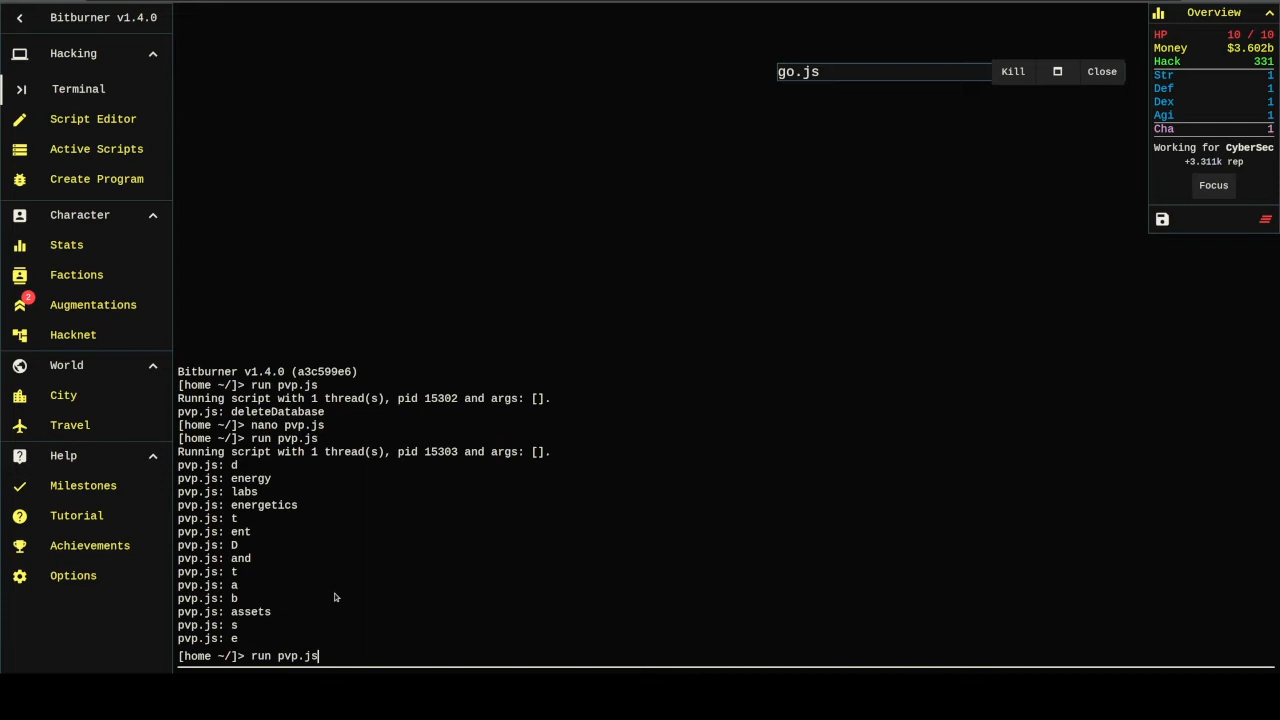 Bitburner v1.4.0
Hacking
Terminal
Script Editor
Active Scripts
Create Program
Character
Stats
Factions
2
Augmentations
Hacknet
World
City
Travel
Help
Milestones
Tutorial
Achievements
Options
go.js
Kill
Close
Bitburner v1.4.0 (a3c599e6)
[home ~/]> run pvp.js
Running script with 1 thread(s), pid 15302 and args: [].
pvp.js: deleteDatabase
[home ~/]> nano pvp.js
[home ~/]> run pvp.js
Running script with 1 thread(s), pid 15303 and args: [].
pvp.js: d
pvp.js: energy
pvp.js: labs
pvp.js: energetics
pvp.js: t
pvp.js: ent
pvp.js: D
pvp.js: and
pvp.js: t
pvp.js: a
pvp.js: b
pvp.js: assets
pvp.js: s
pvp.js: e
[home ~/]> run pvp.js
Overview
HP 10 / 10
Money $3.602b
Hack 331
Str 1
Def 1
Dex 1
Agi 1
Cha 1
Working for CyberSec
+3.311k rep
Focus